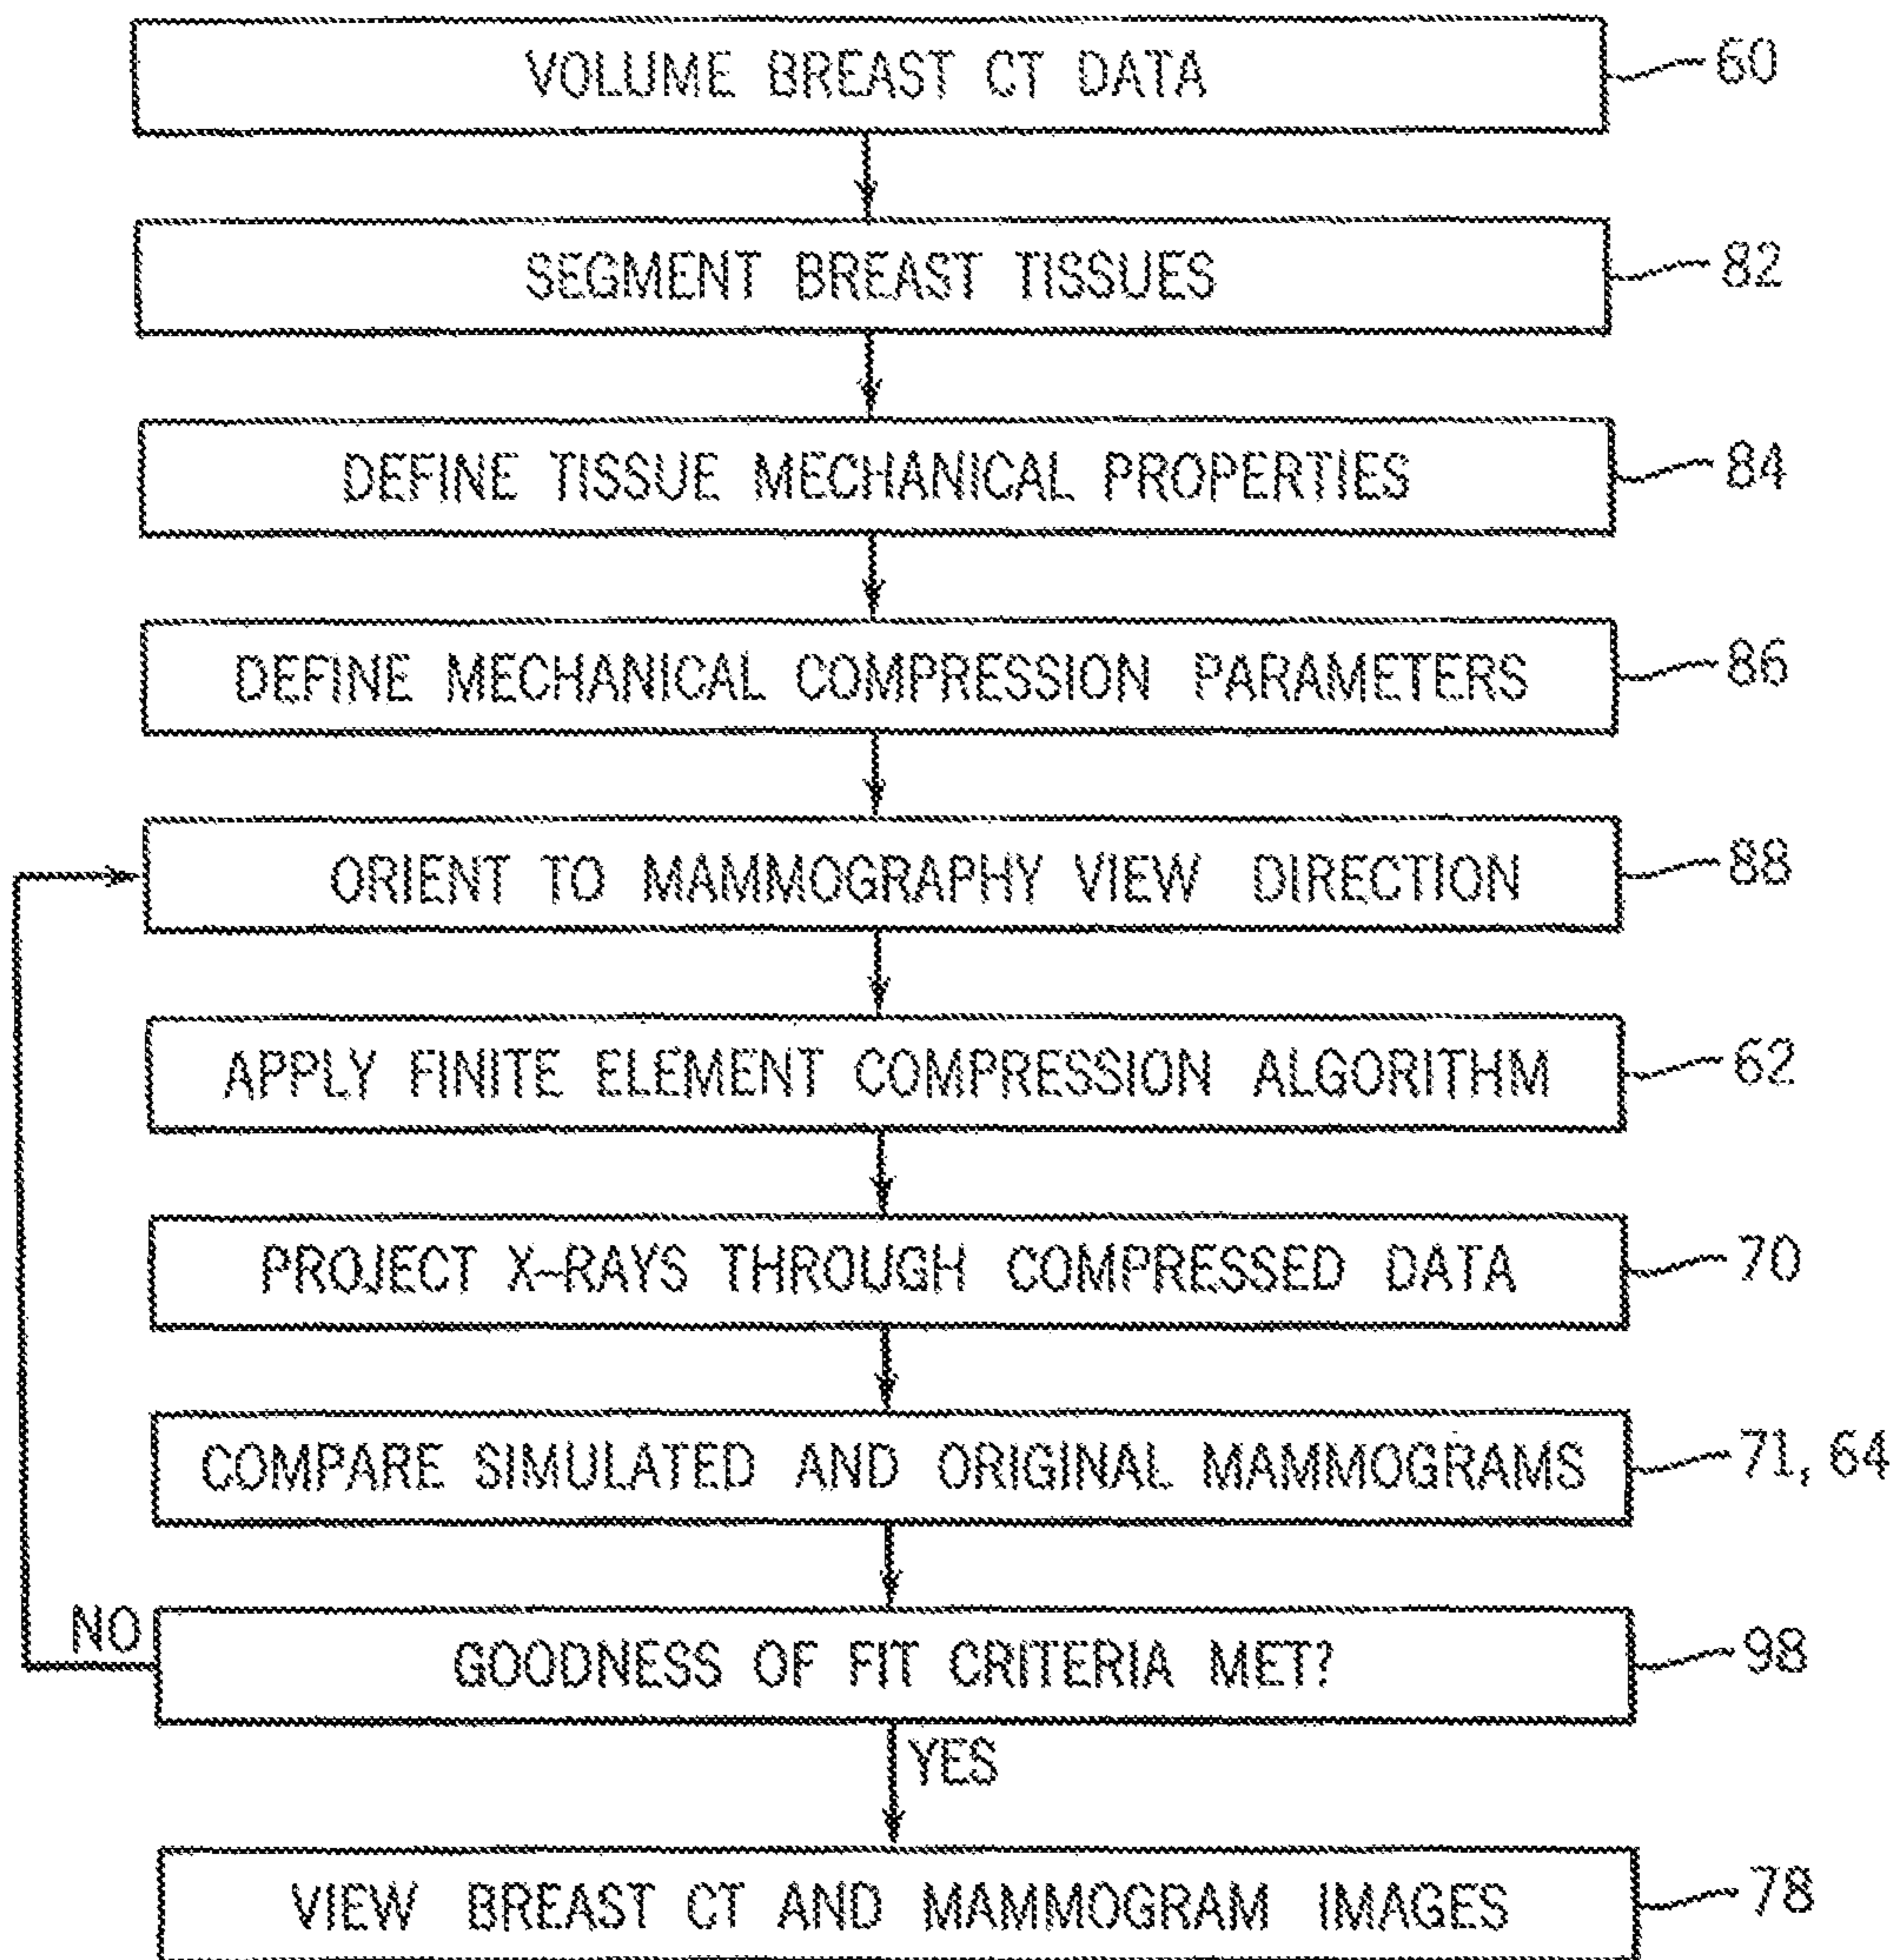 VOLUME BREAST CT DATA 60
SEGMENT BREAST TISSUES 82
DEFINE TISSUE MECHANICAL PROPERTIES 84
DEFINE MECHANICAL COMPRESSION PARAMETERS 86
ORIENT TO MAMMOGRAPHY VIEW DIRECTION 88
APPLY FINITE ELEMENT COMPRESSION ALGORITHM 62
PROJECT X-RAYS THROUGH COMPRESSED DATA 70
COMPARE SIMULATED AND ORIGINAL MAMMOGRAMS 71, 64
NO
GOODNESS OF FIT CRITERIA MET? 98
YES
VIEW BREAST CT AND MAMMOGRAM IMAGES 78